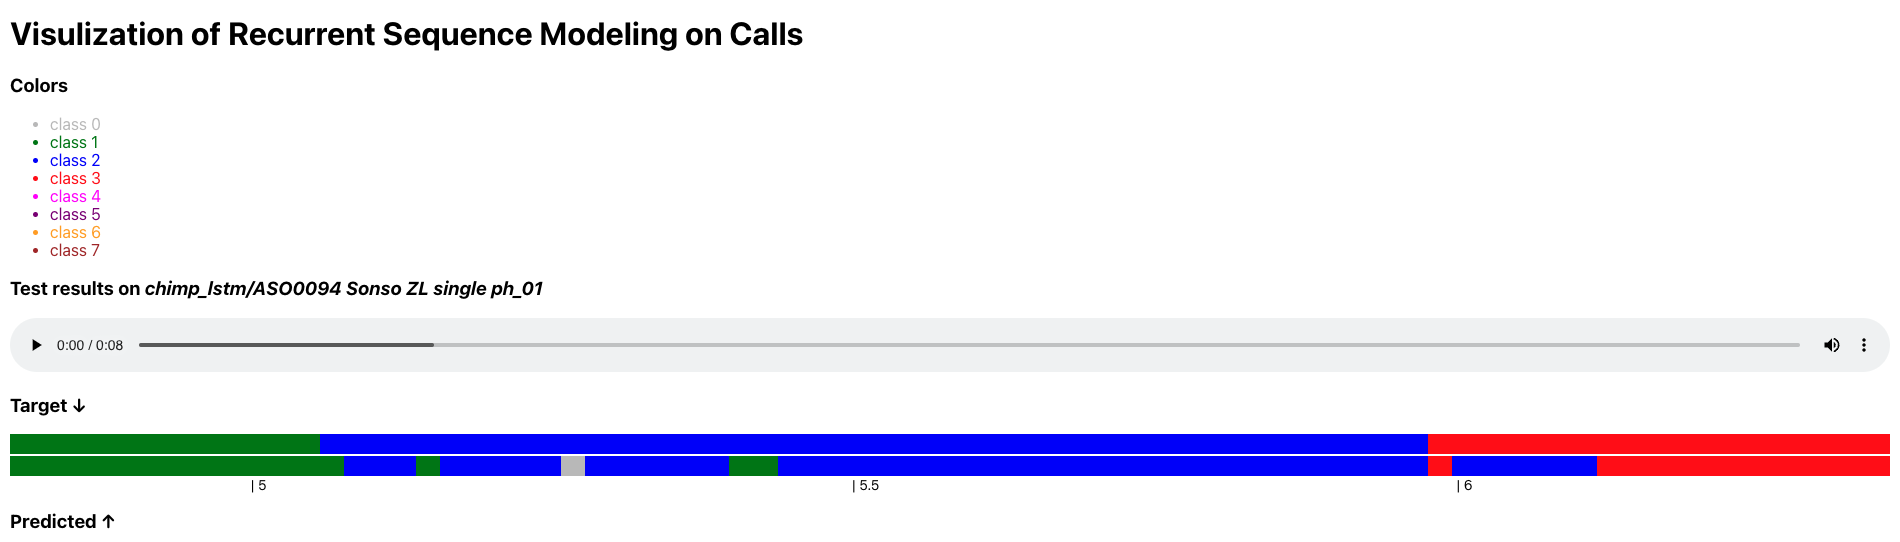 Visulization of Recurrent Sequence Modeling on Calls
Colors
• class 0
• class 1
• class 2
• class 3
• class 4
• class 5
• class 6
• class 7
Test results on chimp_lstm/ASO0094 Sonso ZL single ph_01
0:00 / 0:08
Target ↓
| 5 | 5.5 | 6
Predicted ↑